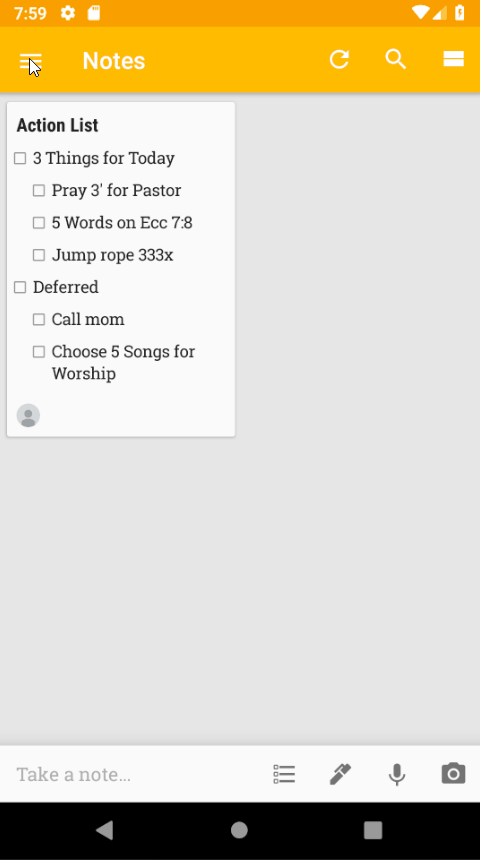 7:59
Notes
Action List
3 Things for Today
Pray 3' for Pastor
5 Words on Ecc 7:8
Jump rope 333x
Deferred
Call mom
Choose 5 Songs for
Worship
Take a note...